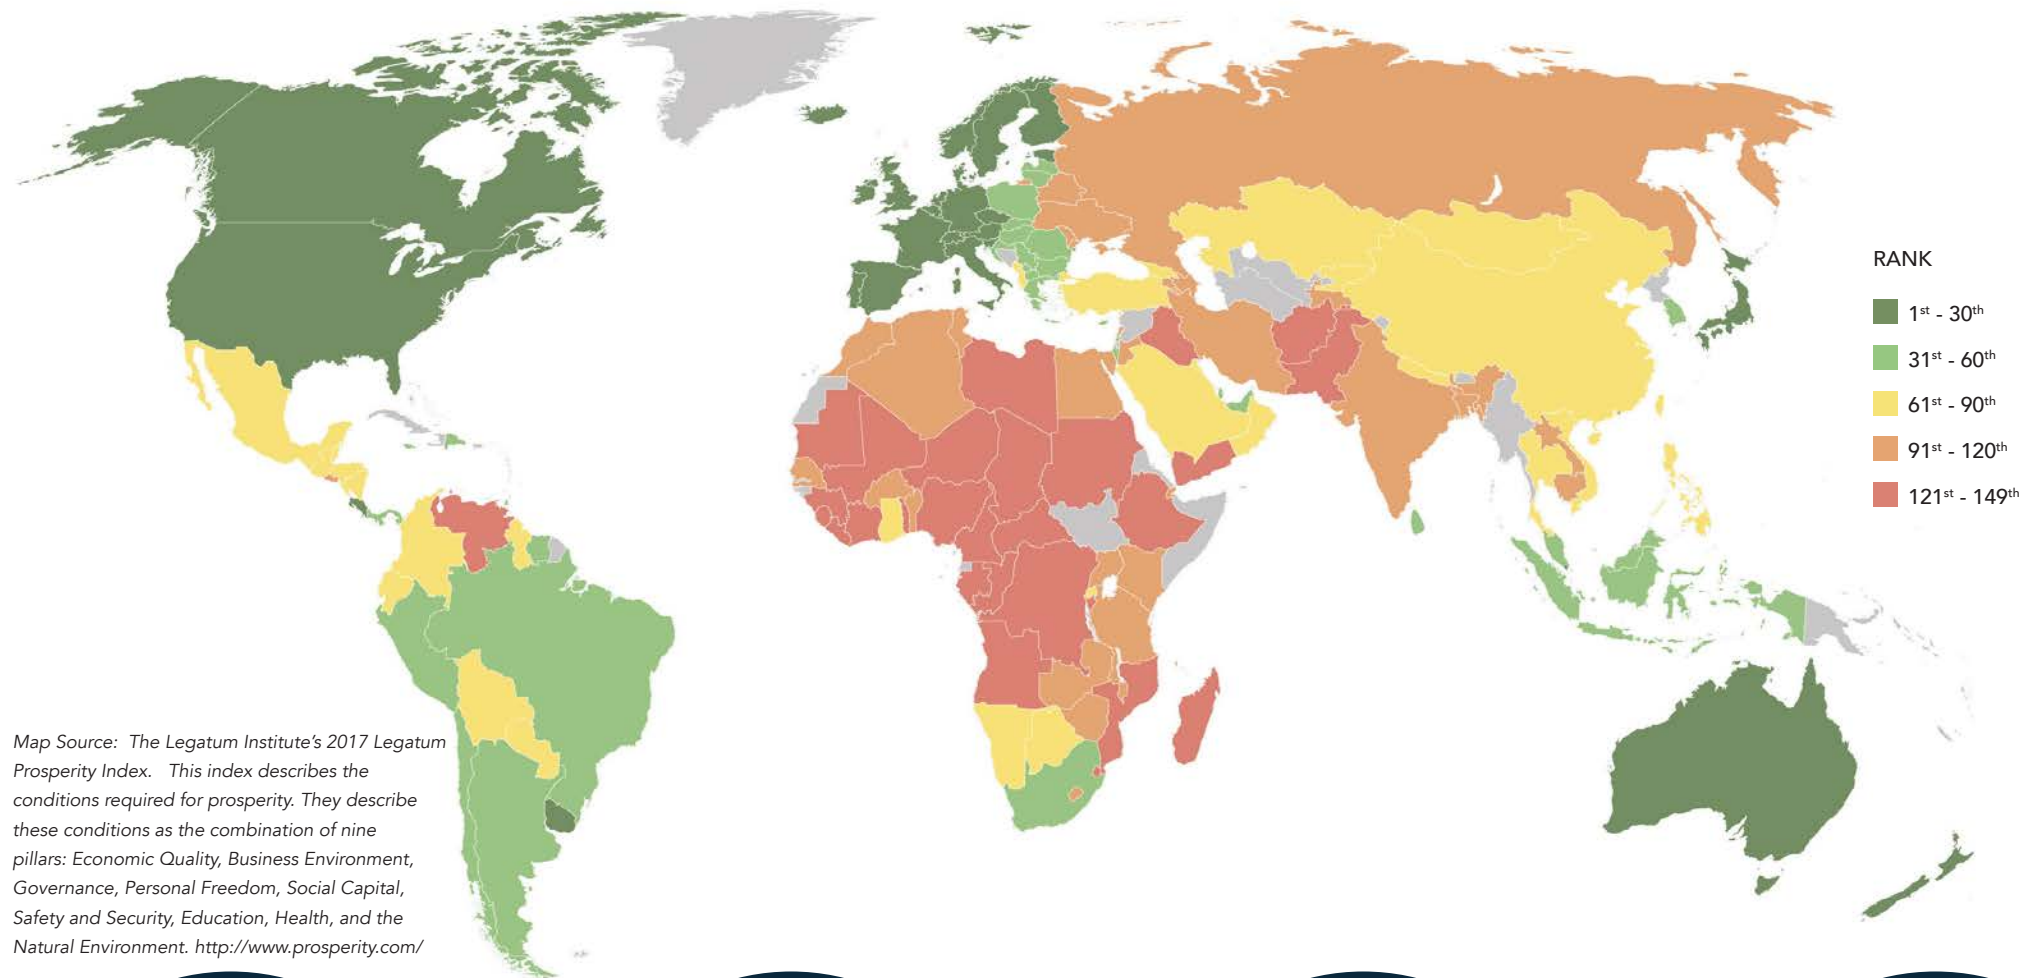 RANK
1st - 30th
31st - 60th
61st - 90th
91st - 120th
121st - 149th
Map Source:  The Legatum Institute's 2017 Legatum
Prosperity Index.   This index describes the
conditions required for prosperity. They describe
these conditions as the combination of nine
pillars: Economic Quality, Business Environment,
Governance, Personal Freedom, Social Capital,
Safety and Security, Education, Health, and the
Natural Environment. http://www.prosperity.com/